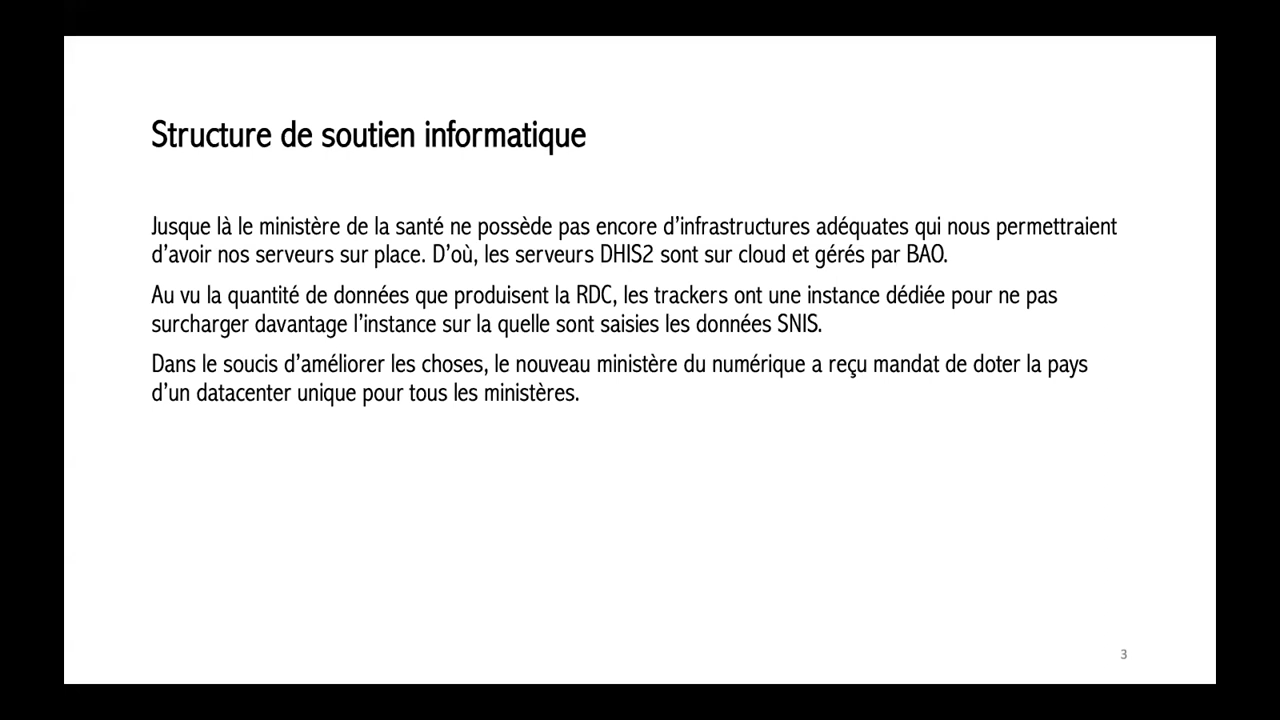 Structure de soutien informatique
Jusque là le ministère de la santé ne possède pas encore d’infrastructures adéquates qui nous permettraient
d’avoir nos serveurs sur place. D’où, les serveurs DHIS2 sont sur cloud et gérés par BAO.
Au vu la quantité de données que produisent la RDC, les trackers ont une instance dédiée pour ne pas
surcharger davantage l’instance sur la quelle sont saisies les données SNIS.
Dans le soucis d’améliorer les choses, le nouveau ministère du numérique a reçu mandat de doter la pays
d’un datacenter unique pour tous les ministères.
3